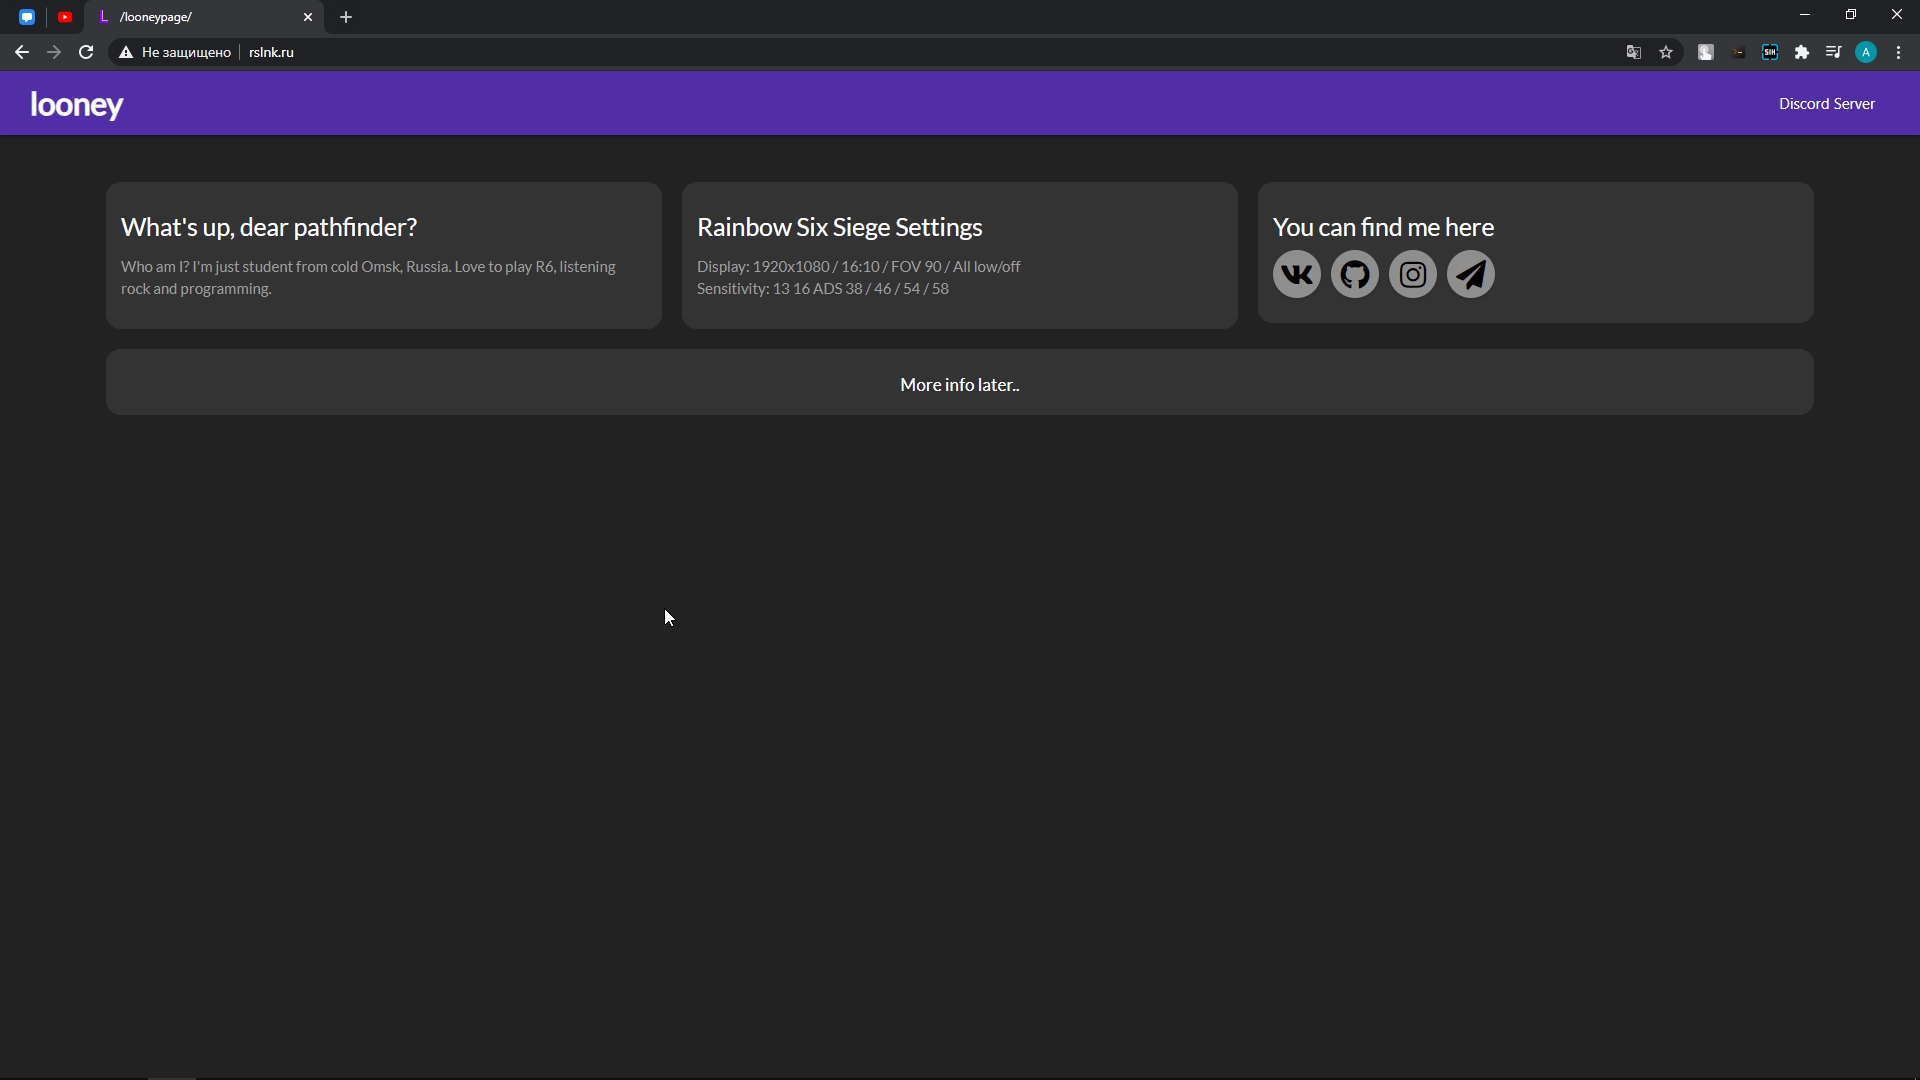 /looneypage/
Не защищено
rslnk.ru
SIH
A
looney
Discord Server
What's up, dear pathfinder?
Who am I? I'm just student from cold Omsk, Russia. Love to play R6, listening
rock and programming.
Rainbow Six Siege Settings
Display: 1920x1080 / 16:10 / FOV 90 / All low/off
Sensitivity: 13 16 ADS 38 / 46 / 54 / 58
You can find me here
More info later..